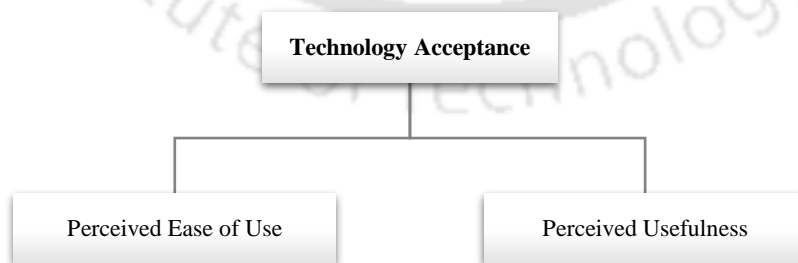 Technology Acceptance
Perceived Ease of Use
Perceived Usefulness